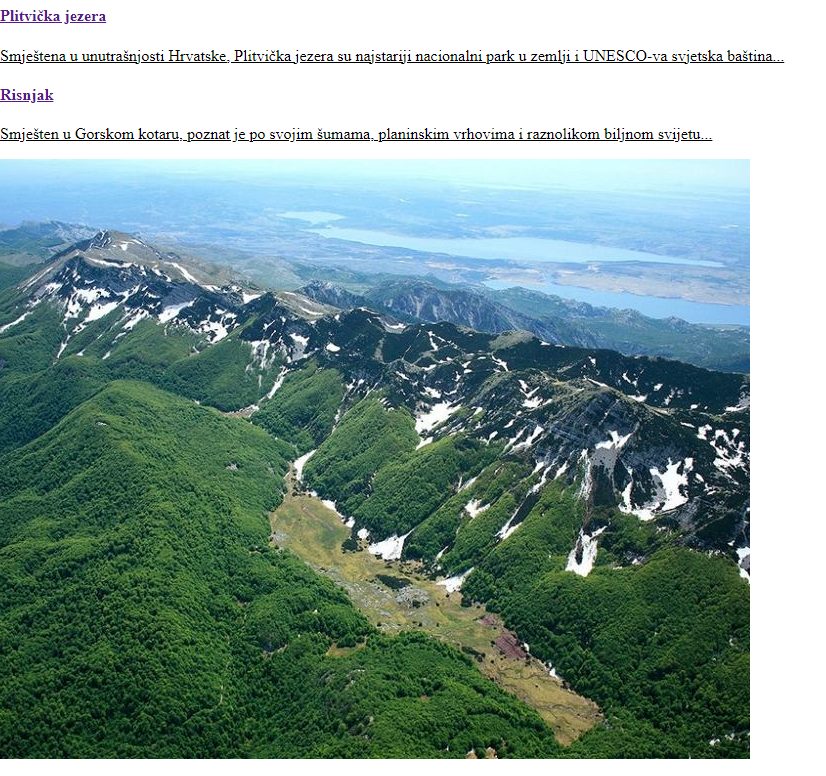 Plitvička jezera
Smještena u unutrašnjosti Hrvatske, Plitvička jezera su najstariji nacionalni park u zemlji i UNESCO-va svjetska baština...
Risnjak
Smješten u Gorskom kotaru, poznat je po svojim šumama, planinskim vrhovima i raznolikom biljnom svijetu...